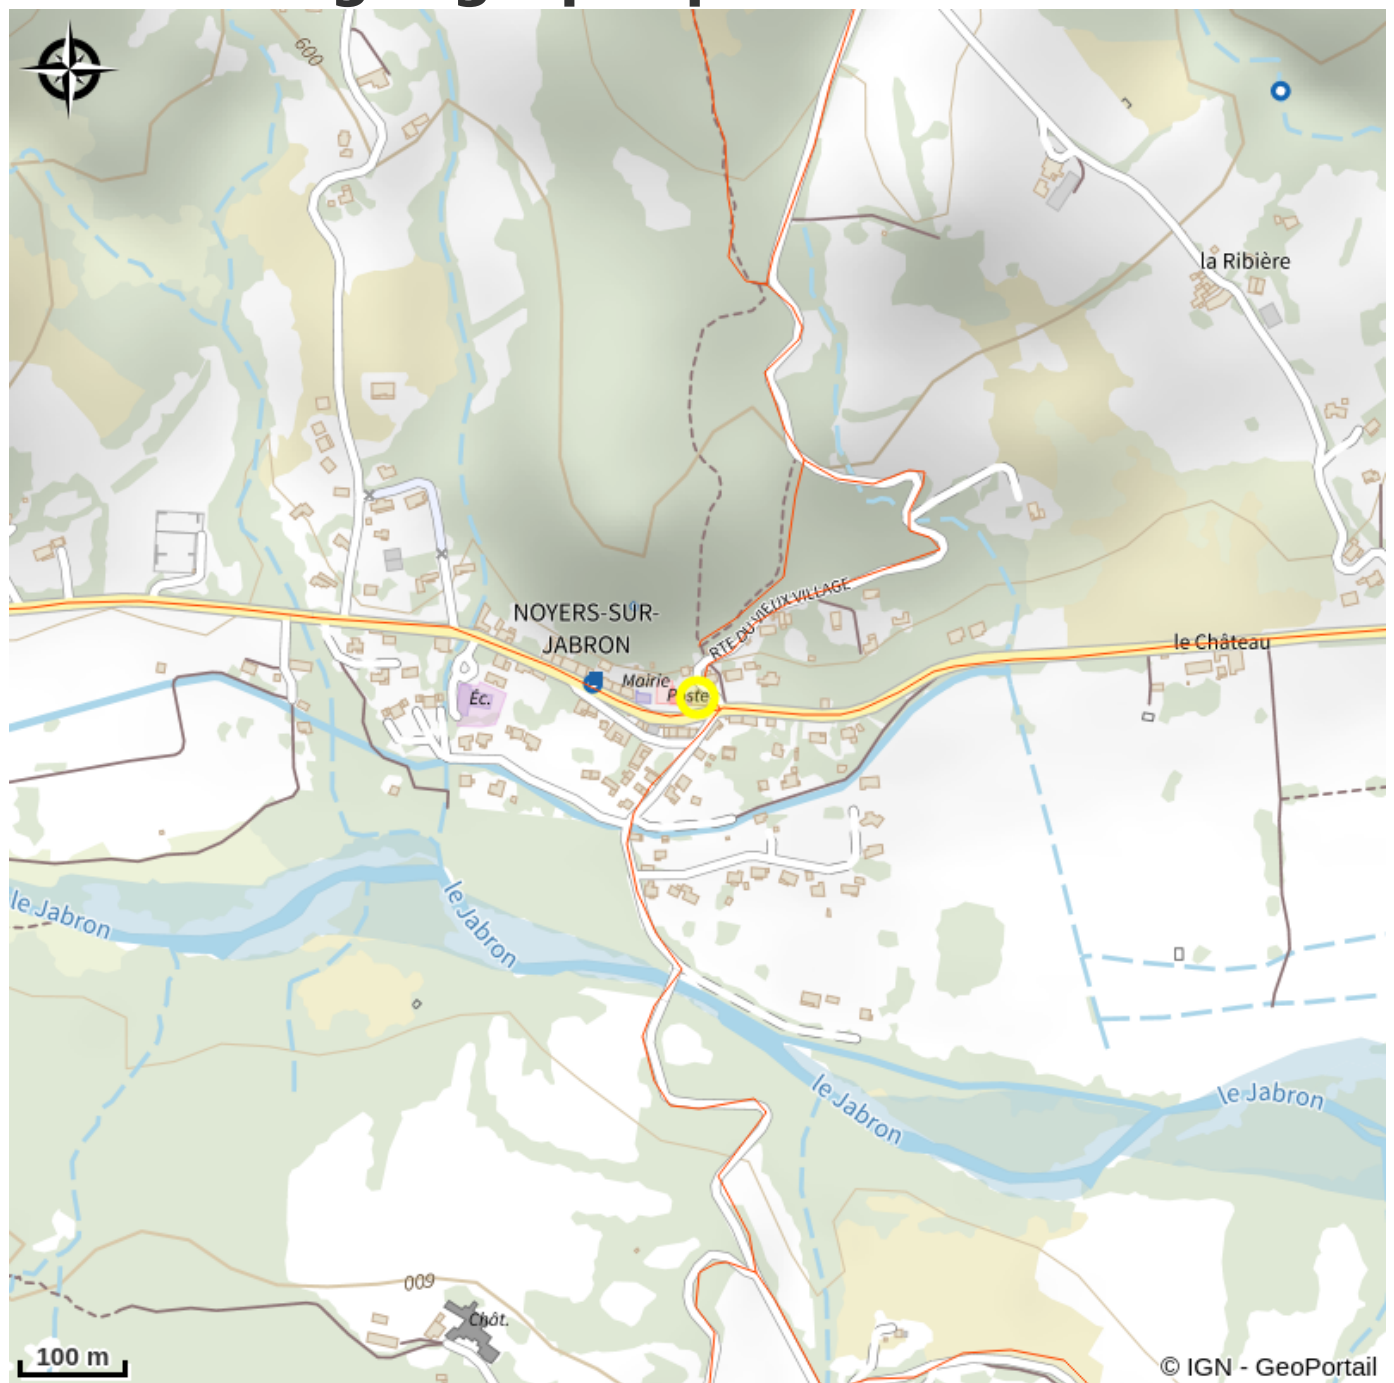 600
la Ribière
NOYERS-SUR-
JABRON
RTE DU VIEUX VILLAGE
le Château
Mairie
Poste
Éc.
le Jabron
le Jabron
le Jabron
le Jabron
600
Chât.
100 m
© IGN - GeoPortail